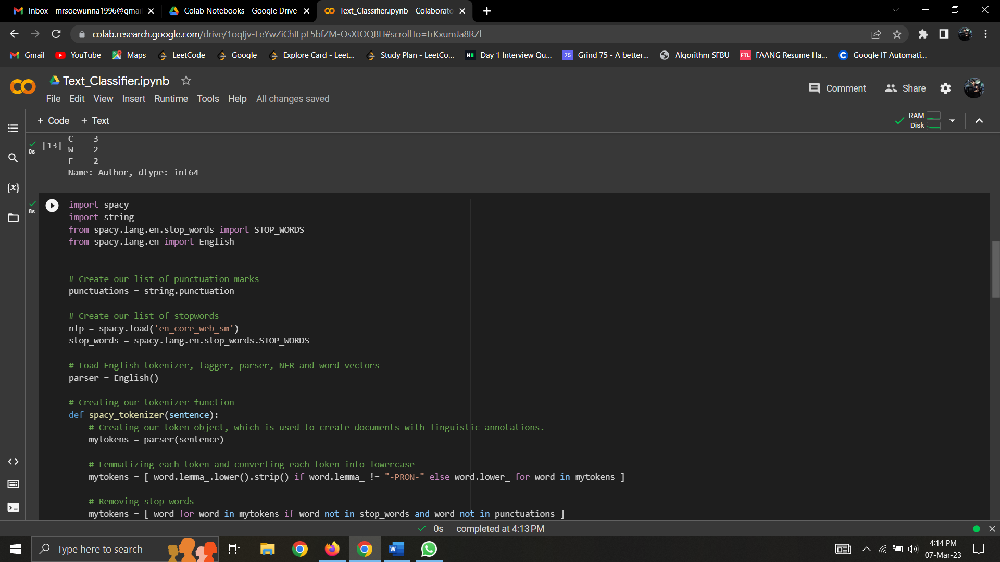 Inbox - mrsoewunna1996@gmai
Colab Notebooks - Google Drive
Text_Classifier.ipynb - Colaborato
colab.research.google.com/drive/1oqIjv-FeYwZiChILpL5bfZM-OsXtOQBH#scrollTo=trKxumJa8RZl
Gmail
YouTube
Maps
LeetCode
Google
Explore Card - Leet...
Study Plan - LeetCo...
Day 1 Interview Qu...
75
Grind 75 - A better...
Algorithm SFBU
FTL
FAANG Resume Ha...
Google IT Automati...
Text_Classifier.ipynb
Comment
Share
File Edit View Insert Runtime Tools Help All changes saved
+ Code + Text
RAM
Disk
[13]
0s
C 3
W 2
F 2
Name: Author, dtype: int64
{x}
8s
import spacy
import string
from spacy.lang.en.stop_words import STOP_WORDS
from spacy.lang.en import English
# Create our list of punctuation marks
punctuations = string.punctuation
# Create our list of stopwords
nlp = spacy.load('en_core_web_sm')
stop_words = spacy.lang.en.stop_words.STOP_WORDS
# Load English tokenizer, tagger, parser, NER and word vectors
parser = English()
# Creating our tokenizer function
def spacy_tokenizer(sentence):
# Creating our token object, which is used to create documents with linguistic annotations.
mytokens = parser(sentence)
# Lemmatizing each token and converting each token into lowercase
mytokens = [ word.lemma_.lower().strip() if word.lemma_ != "-PRON-" else word.lower_ for word in mytokens ]
# Removing stop words
mytokens = [ word for word in mytokens if word not in stop_words and word not in punctuations ]
0s completed at 4:13 PM
Type here to search
4:14 PM
07-Mar-23